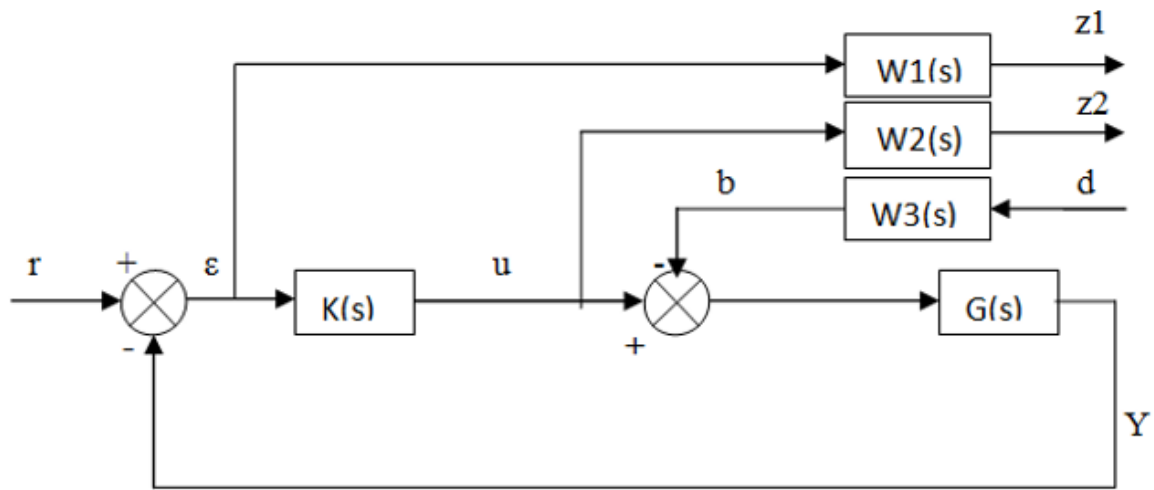 z1
W1(s)
z2
W2(s)
b
W3(s)
d
r
+
ε
K(s)
u
-
+
G(s)
-
Y